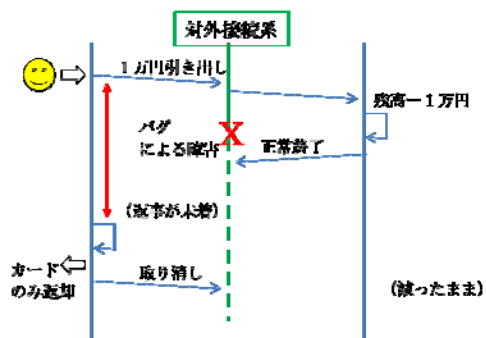 対外接続系
1万円引き出し
残高－1万円
バグ
による障害
X
正常終了
(返事が未着)
カード
のみ返却
取り消し
(減ったまま)